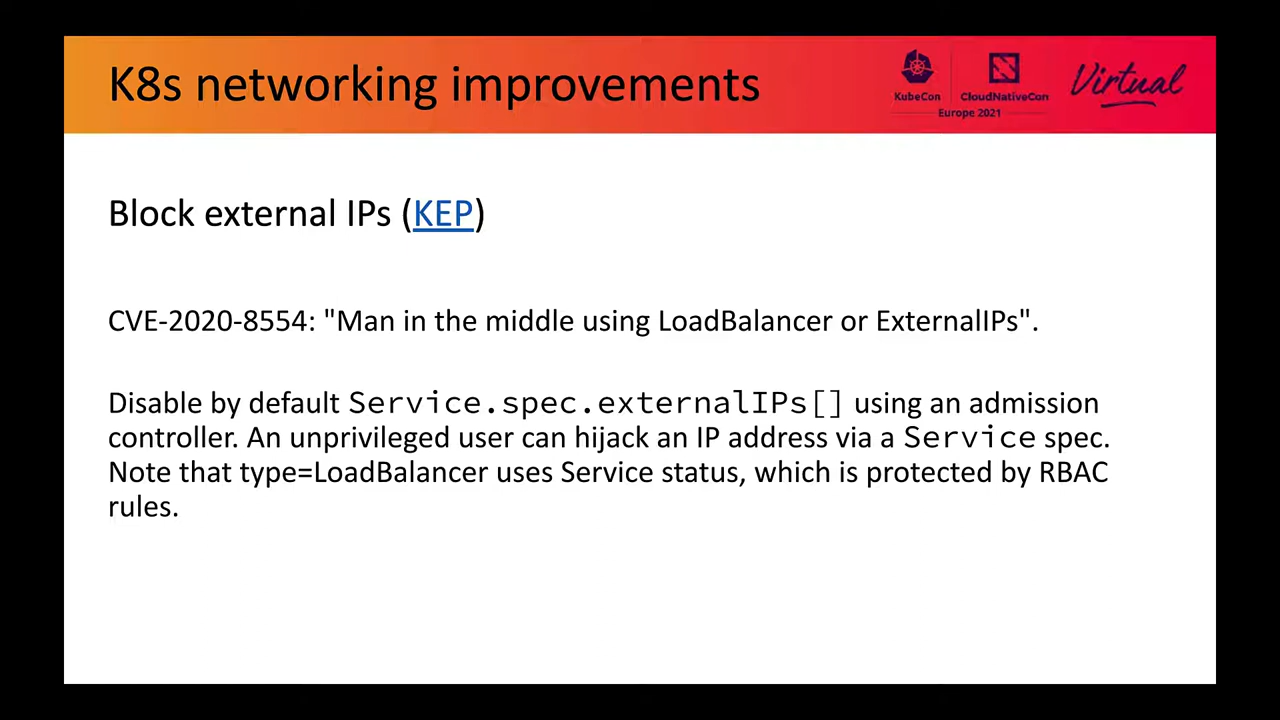 K8s networking improvements
KubeCon CloudNativeCon Virtual
Europe 2021
Block external IPs (KEP)
CVE-2020-8554: "Man in the middle using LoadBalancer or ExternalIPs".
Disable by default Service.spec.externalIPs[] using an admission
controller. An unprivileged user can hijack an IP address via a Service spec.
Note that type=LoadBalancer uses Service status, which is protected by RBAC
rules.